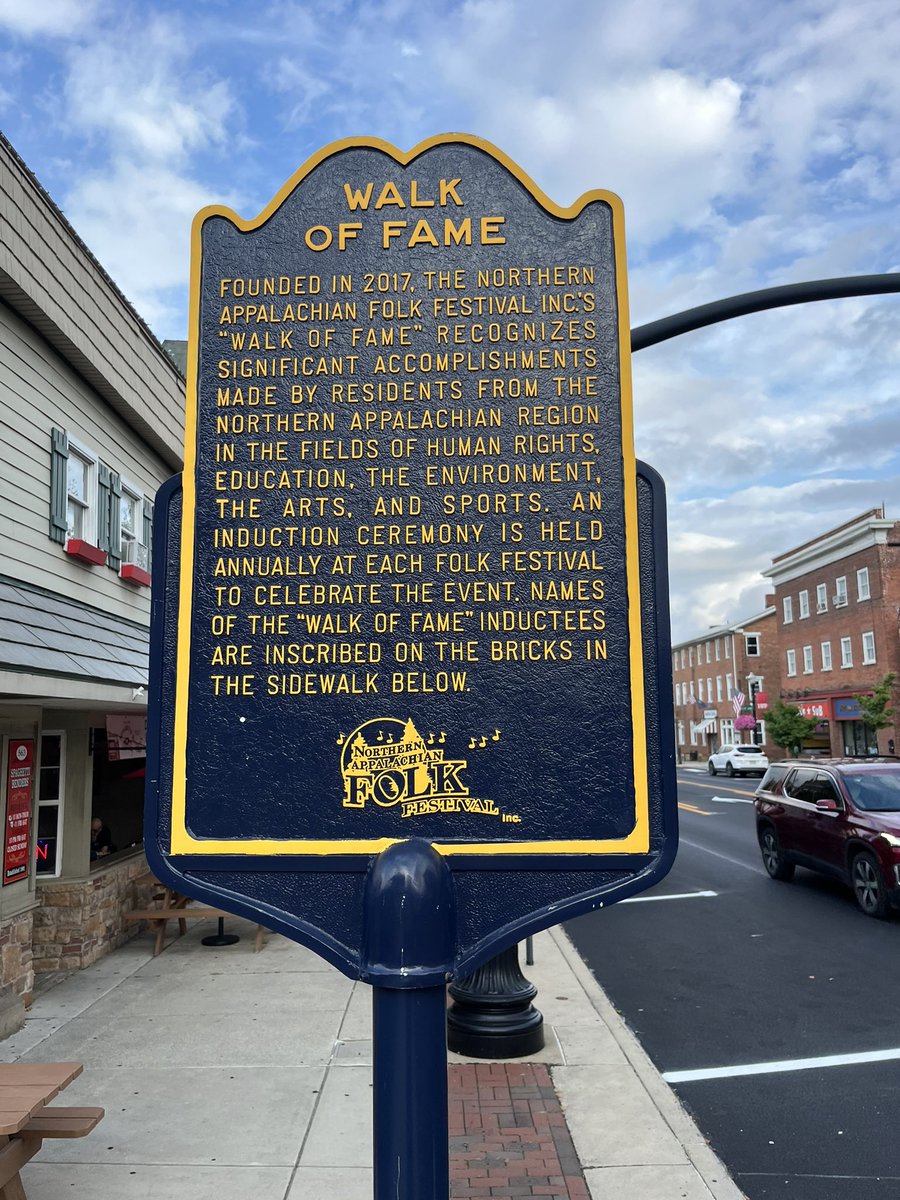 WALK
OF FAME
FOUNDED IN 2017, THE NORTHERN
APPALACHIAN FOLK FESTIVAL INC.'S
"WALK OF FAME" RECOGNIZES
SIGNIFICANT ACCOMPLISHMENTS
MADE BY RESIDENTS FROM THE
NORTHERN APPALACHIAN REGION
IN THE FIELDS OF HUMAN RIGHTS,
EDUCATION, THE ENVIRONMENT,
THE ARTS, AND SPORTS. AN
INDUCTION CEREMONY IS HELD
ANNUALLY AT EACH FOLK FESTIVAL
TO CELEBRATE THE EVENT. NAMES
OF THE "WALK OF FAME" INDUCTEES
ARE INSCRIBED ON THE BRICKS IN
THE SIDEWALK BELOW.
NORTHERN
APPALACHIAN
FOLK
FESTIVAL
Inc.
SPAGHETTI
BENDERS